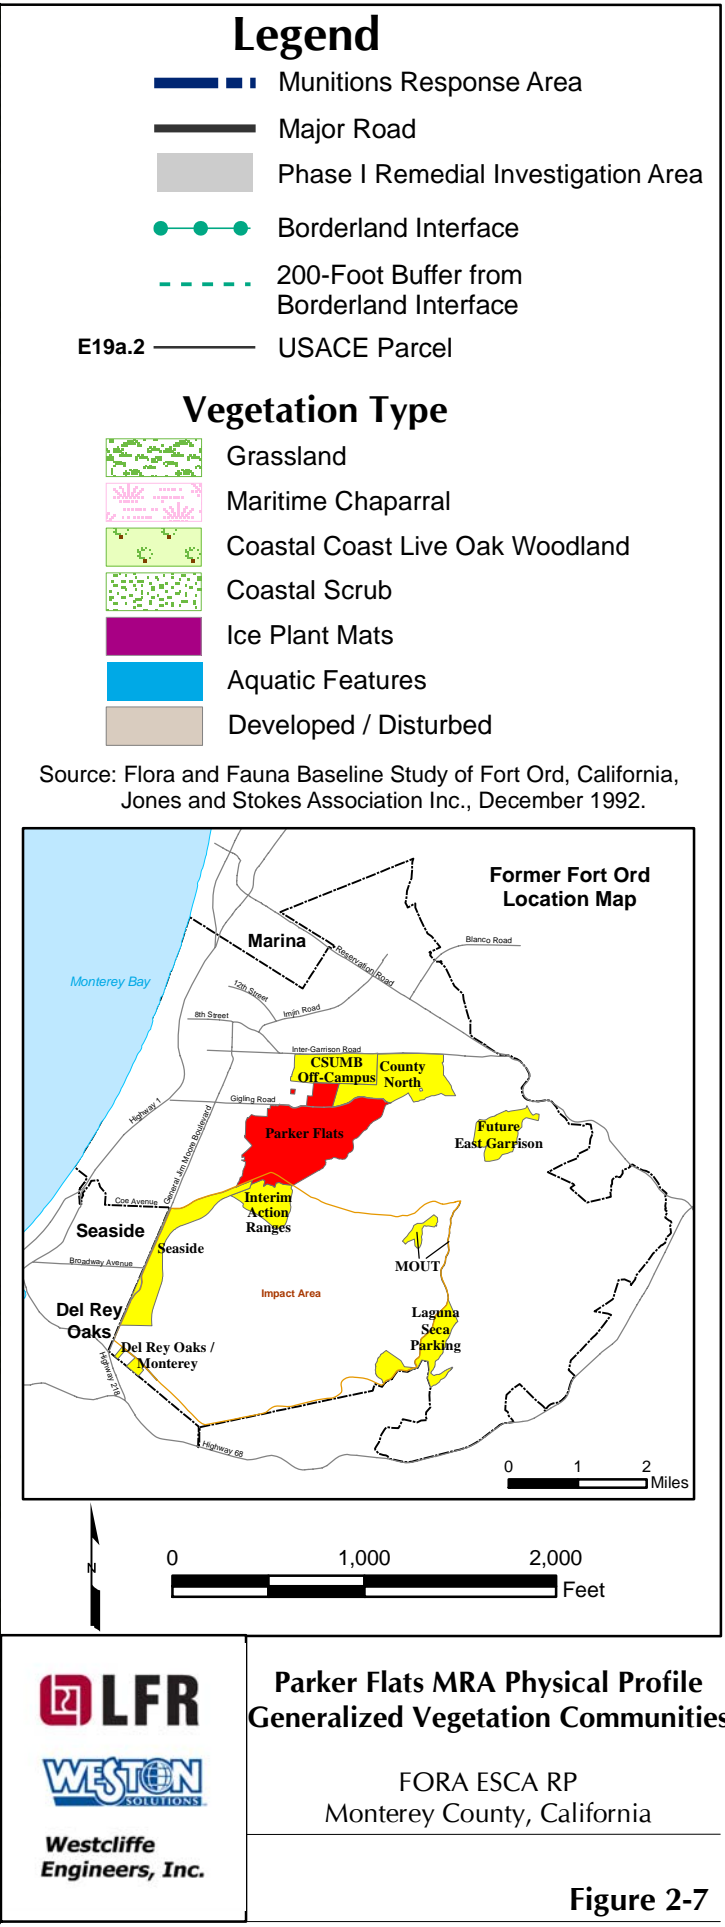 Legend
Munitions Response Area
Major Road
Phase I Remedial Investigation Area
Borderland Interface
200-Foot Buffer from
Borderland Interface
E19a.2
USACE Parcel
Vegetation Type
Grassland
Maritime Chaparral
Coastal Coast Live Oak Woodland
Coastal Scrub
Ice Plant Mats
Aquatic Features
Developed / Disturbed
Source: Flora and Fauna Baseline Study of Fort Ord, California,
Jones and Stokes Association Inc., December 1992.
Former Fort Ord
Location Map
Marina
Blanco Road
Reservation Road
Monterey Bay
12th Street
Imjin Road
8th Street
Inter-Garrison Road
CSUMB
Off-Campus
County
North
Gigling Road
Highway 1
General Jim Moore Boulevard
Parker Flats
Future
East Garrison
Coe Avenue
Interim
Action
Ranges
Seaside
Seaside
Broadway Avenue
MOUT
Impact Area
Del Rey
Oaks
Laguna
Seca
Parking
Del Rey Oaks /
Monterey
Highway 218
Highway 68
0 1 2
Miles
N
0 1,000 2,000
Feet
LFR
WESTON
SOLUTIONS
Westcliffe
Engineers, Inc.
Parker Flats MRA Physical Profile
Generalized Vegetation Communities
FORA ESCA RP
Monterey County, California
Figure 2-7